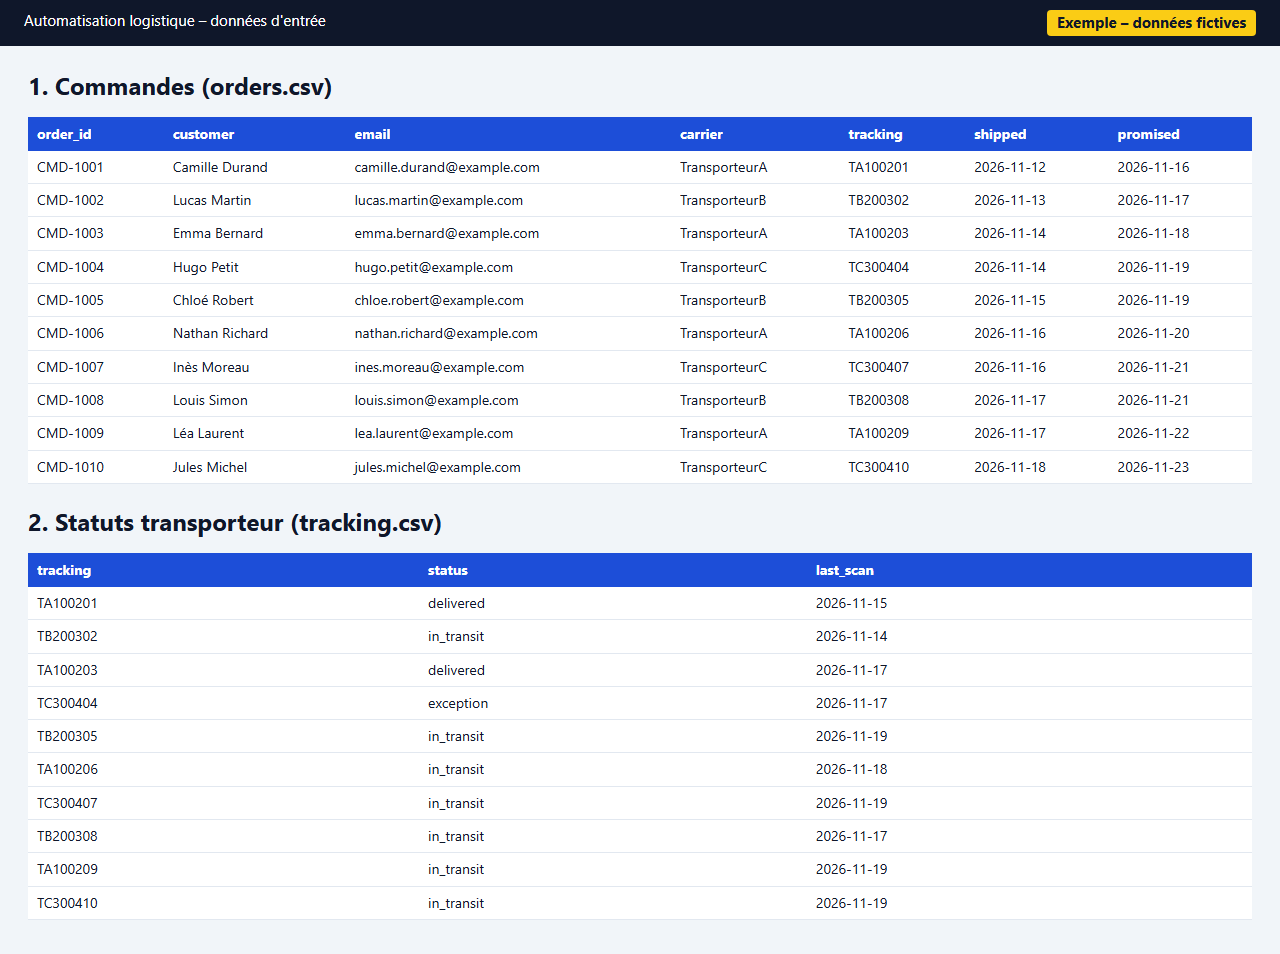 Automatisation logistique – données d'entrée
Exemple – données fictives
1. Commandes (orders.csv)
order_id customer email carrier tracking shipped promised
CMD-1001 Camille Durand camille.durand@example.com TransporteurA TA100201 2026-11-12 2026-11-16
CMD-1002 Lucas Martin lucas.martin@example.com TransporteurB TB200302 2026-11-13 2026-11-17
CMD-1003 Emma Bernard emma.bernard@example.com TransporteurA TA100203 2026-11-14 2026-11-18
CMD-1004 Hugo Petit hugo.petit@example.com TransporteurC TC300404 2026-11-14 2026-11-19
CMD-1005 Chloé Robert chloe.robert@example.com TransporteurB TB200305 2026-11-15 2026-11-19
CMD-1006 Nathan Richard nathan.richard@example.com TransporteurA TA100206 2026-11-16 2026-11-20
CMD-1007 Inès Moreau ines.moreau@example.com TransporteurC TC300407 2026-11-16 2026-11-21
CMD-1008 Louis Simon louis.simon@example.com TransporteurB TB200308 2026-11-17 2026-11-21
CMD-1009 Léa Laurent lea.laurent@example.com TransporteurA TA100209 2026-11-17 2026-11-22
CMD-1010 Jules Michel jules.michel@example.com TransporteurC TC300410 2026-11-18 2026-11-23
2. Statuts transporteur (tracking.csv)
tracking status last_scan
TA100201 delivered 2026-11-15
TB200302 in_transit 2026-11-14
TA100203 delivered 2026-11-17
TC300404 exception 2026-11-17
TB200305 in_transit 2026-11-19
TA100206 in_transit 2026-11-18
TC300407 in_transit 2026-11-19
TB200308 in_transit 2026-11-17
TA100209 in_transit 2026-11-19
TC300410 in_transit 2026-11-19